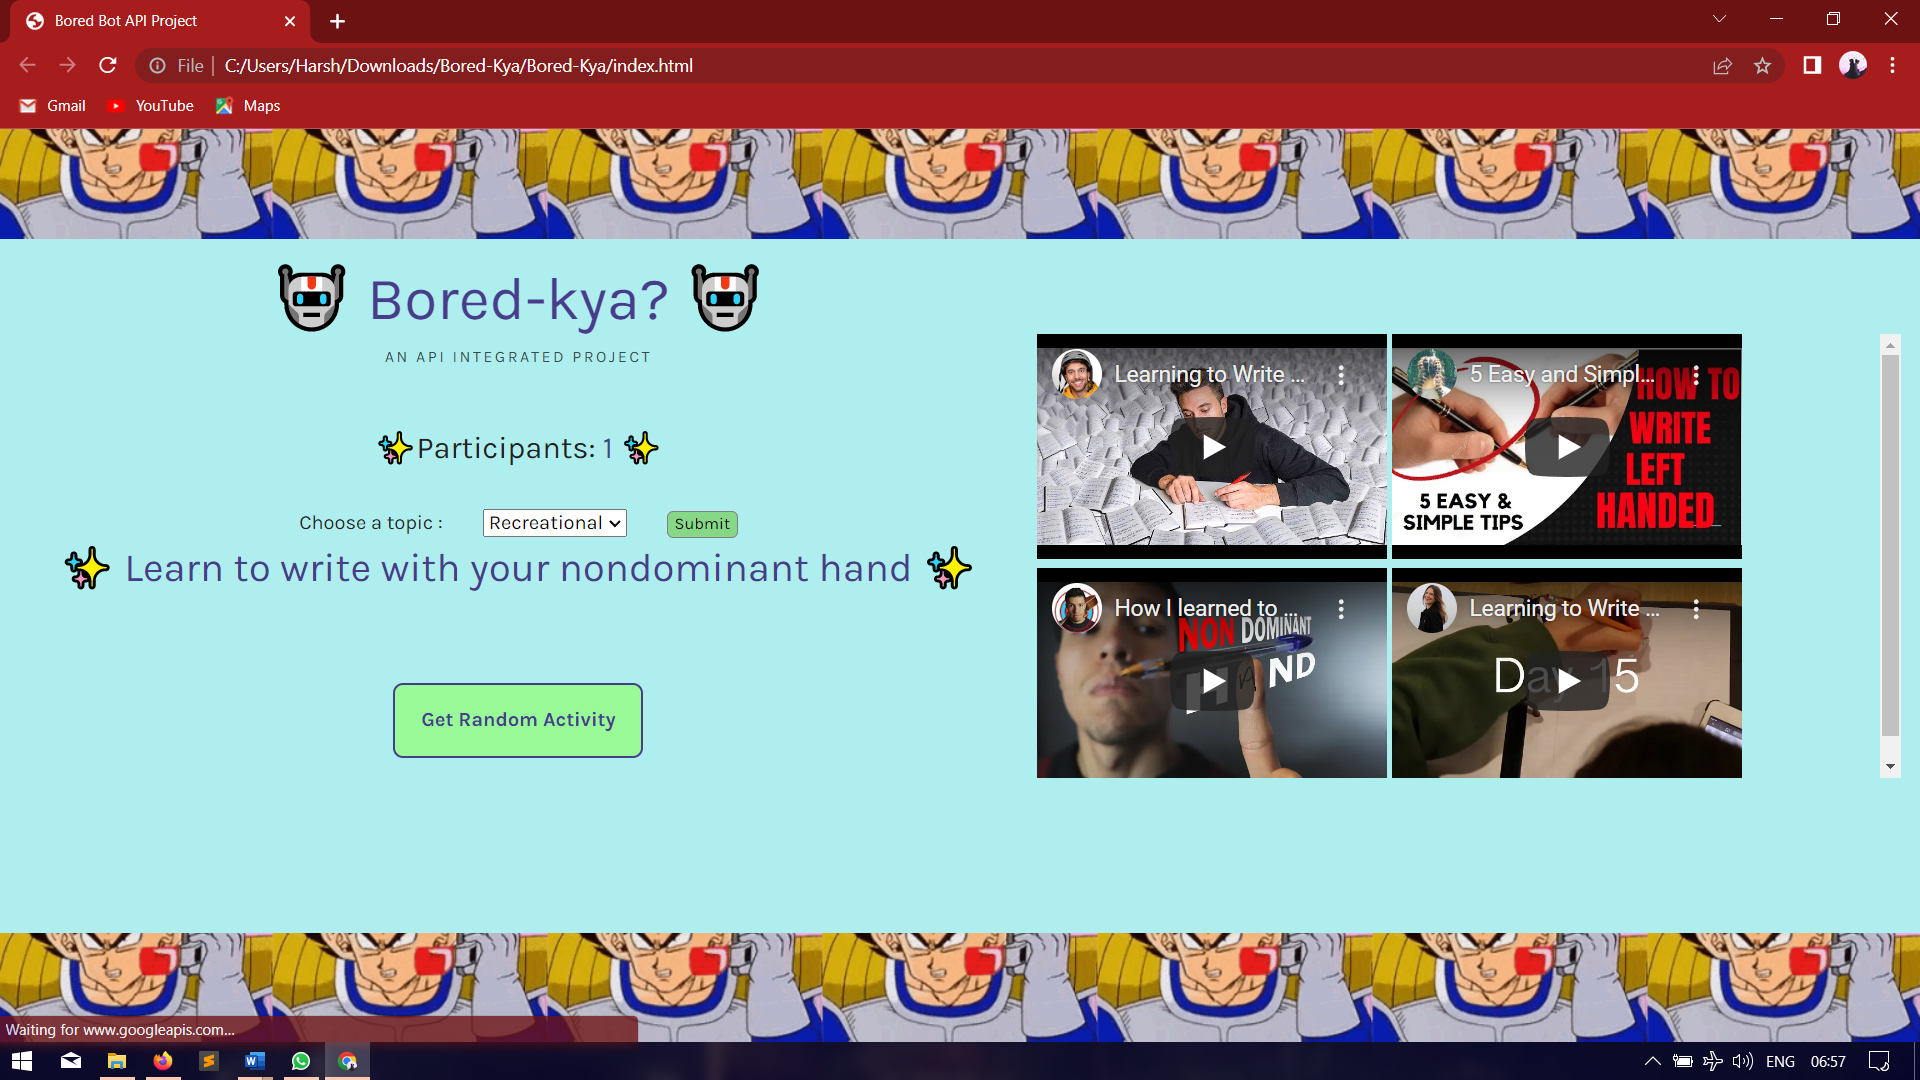 Bored Bot API Project
File
C:/Users/Harsh/Downloads/Bored-Kya/Bored-Kya/index.html
Gmail
YouTube
Maps
Bored-kya?
AN API INTEGRATED PROJECT
Participants: 1
Choose a topic :
Recreational
Submit
Learn to write with your nondominant hand
Get Random Activity
Learning to Write ...
5 Easy and Simpl...
HOW TO
WRITE
LEFT
HANDED
5 EASY &
SIMPLE TIPS
How I learned to ...
NON DOMINANT
HAND
Learning to Write ...
Day 15
Waiting for www.googleapis.com...
ENG
06:57